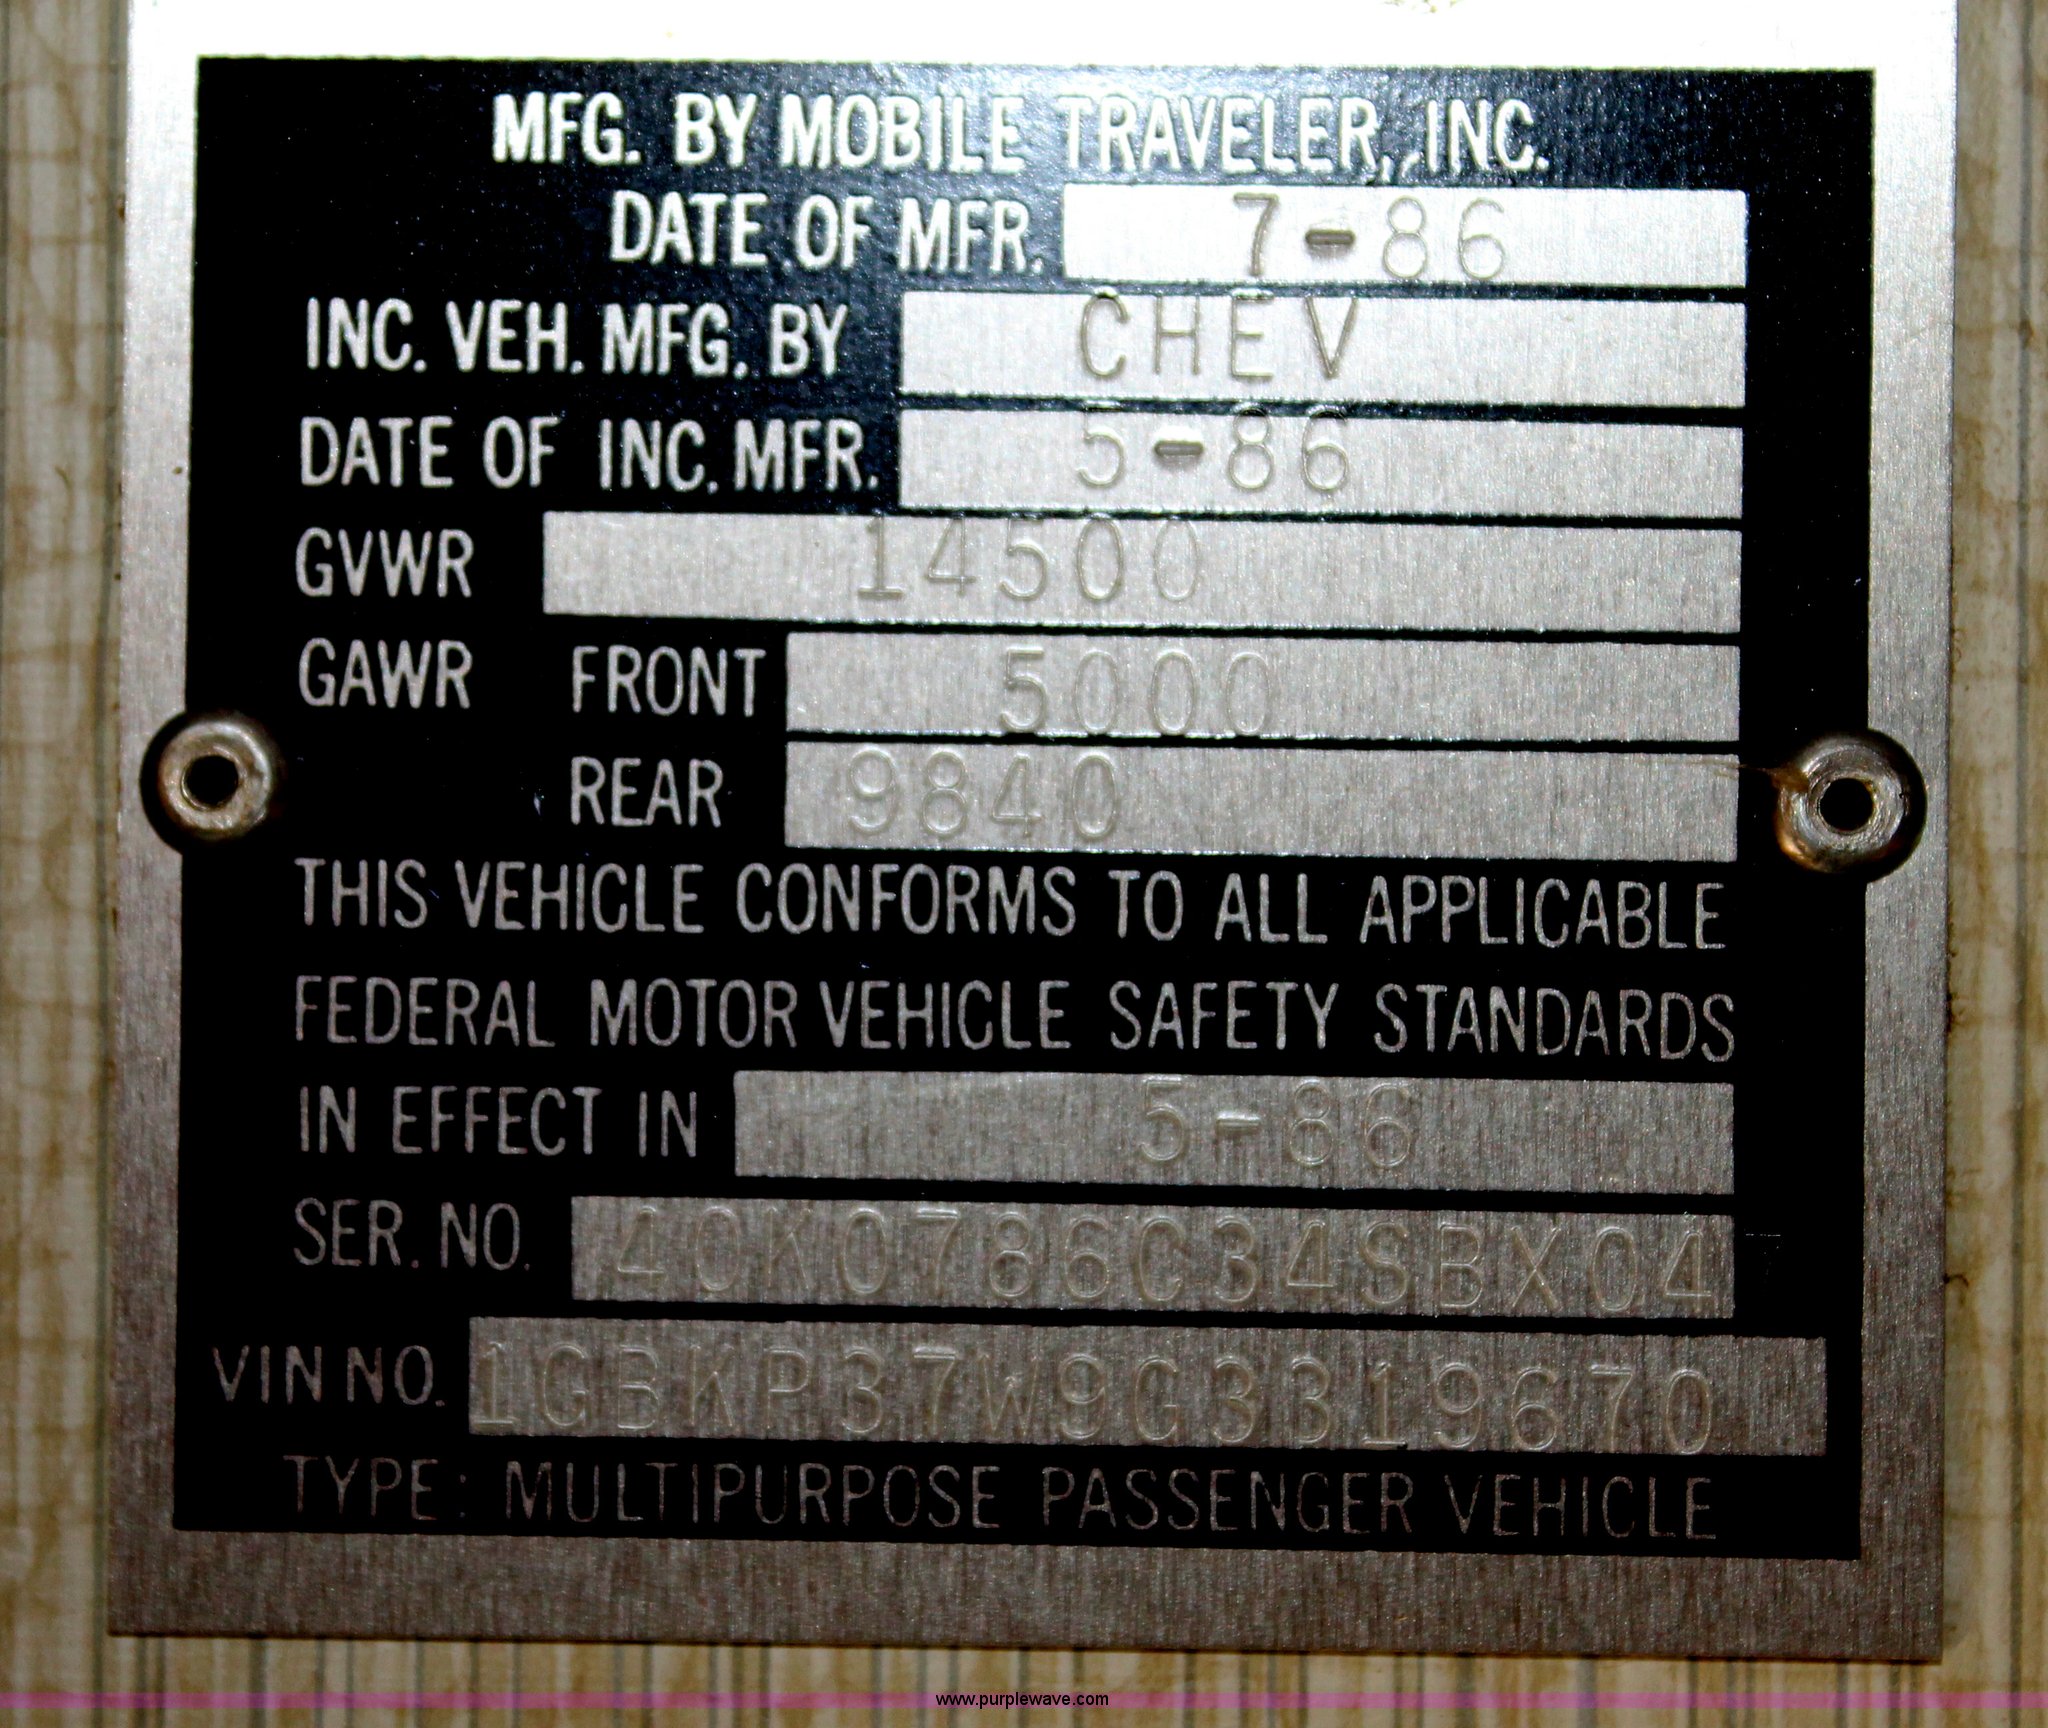 MFG. BY MOBILE TRAVELER, INC.
DATE OF MFR. 7-86
INC. VEH. MFG. BY CHEV
DATE OF INC. MFR. 5-86
GVWR 14500
GAWR FRONT 5000
REAR 9840
THIS VEHICLE CONFORMS TO ALL APPLICABLE
FEDERAL MOTOR VEHICLE SAFETY STANDARDS
IN EFFECT IN 5-86
SER. NO. 40K0786C34SBX04
VIN NO. 1GBKP37W9G3319670
TYPE: MULTIPURPOSE PASSENGER VEHICLE
www.purplewave.com